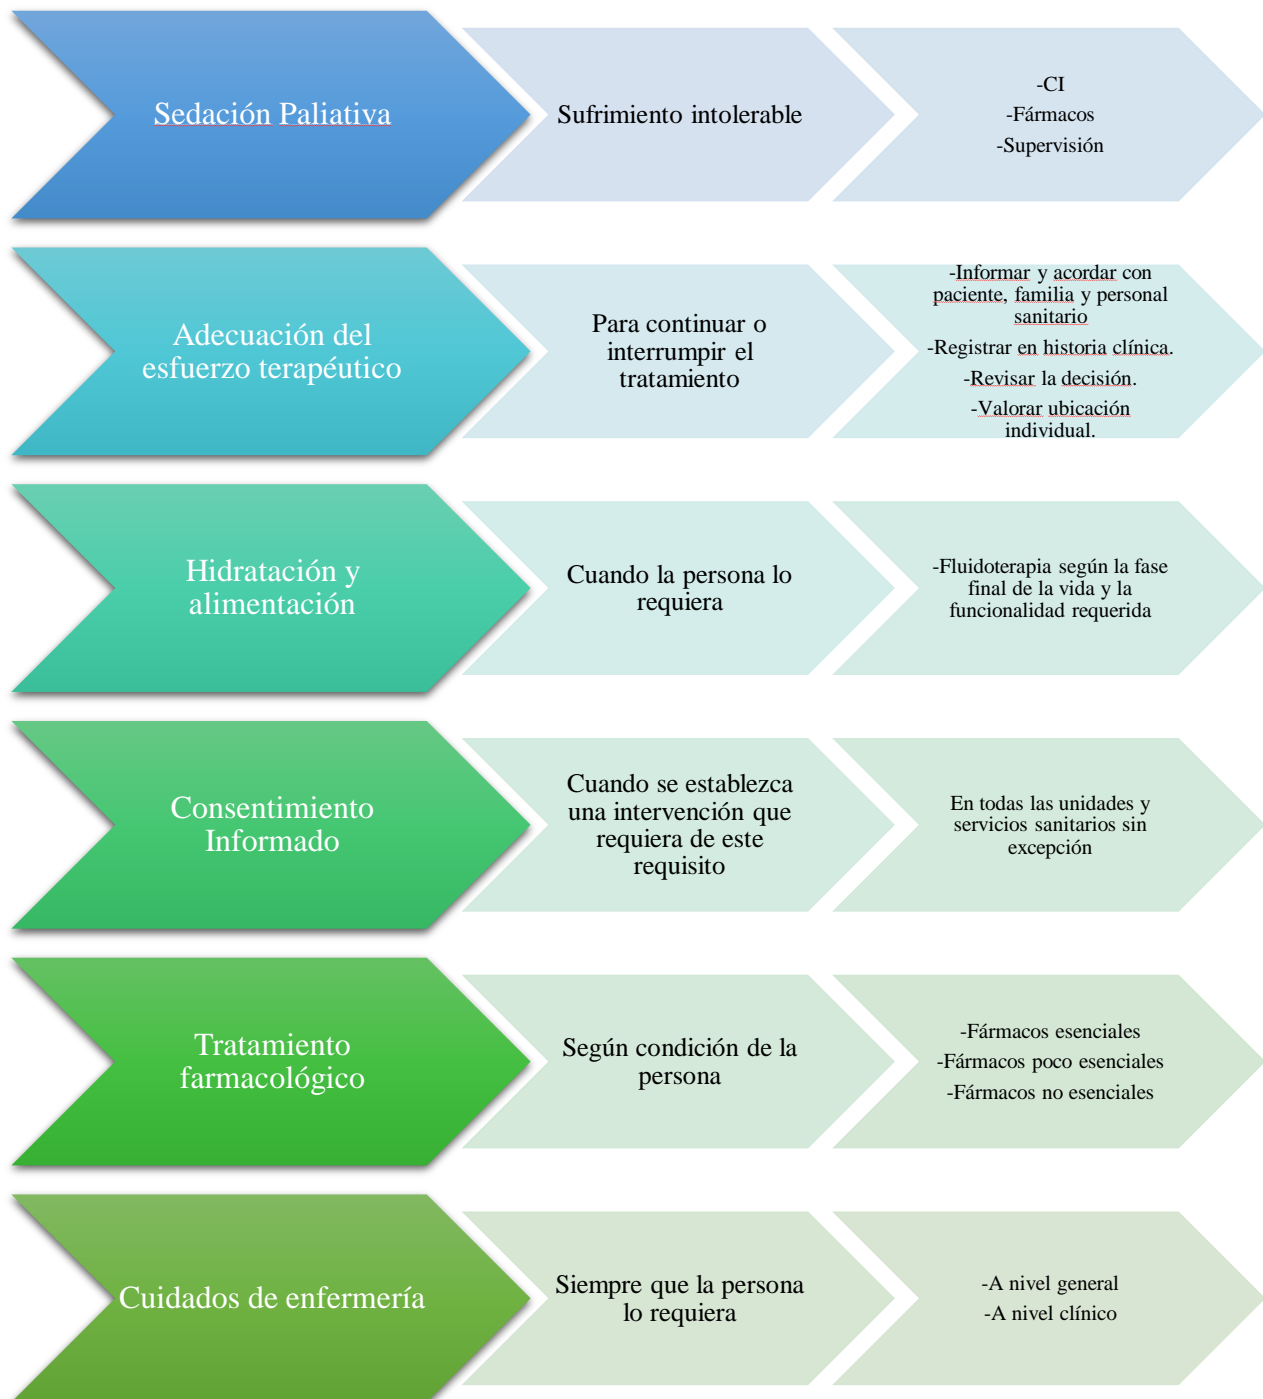 Sedación Paliativa
Sufrimiento intolerable
-CI
-Fármacos
-Supervisión
Adecuación del
esfuerzo terapéutico
Para continuar o
interrumpir el
tratamiento
-Informar y acordar con
paciente, familia y personal
sanitario
-Registrar en historia clínica.
-Revisar la decisión.
-Valorar ubicación
individual.
Hidratación y
alimentación
Cuando la persona lo
requiera
-Fluidoterapia según la fase
final de la vida y la
funcionalidad requerida
Consentimiento
Informado
Cuando se establezca
una intervención que
requiera de este
requisito
En todas las unidades y
servicios sanitarios sin
excepción
Tratamiento
farmacológico
Según condición de la
persona
-Fármacos esenciales
-Fármacos poco esenciales
-Fármacos no esenciales
Cuidados de enfermería
Siempre que la persona
lo requiera
-A nivel general
-A nivel clínico